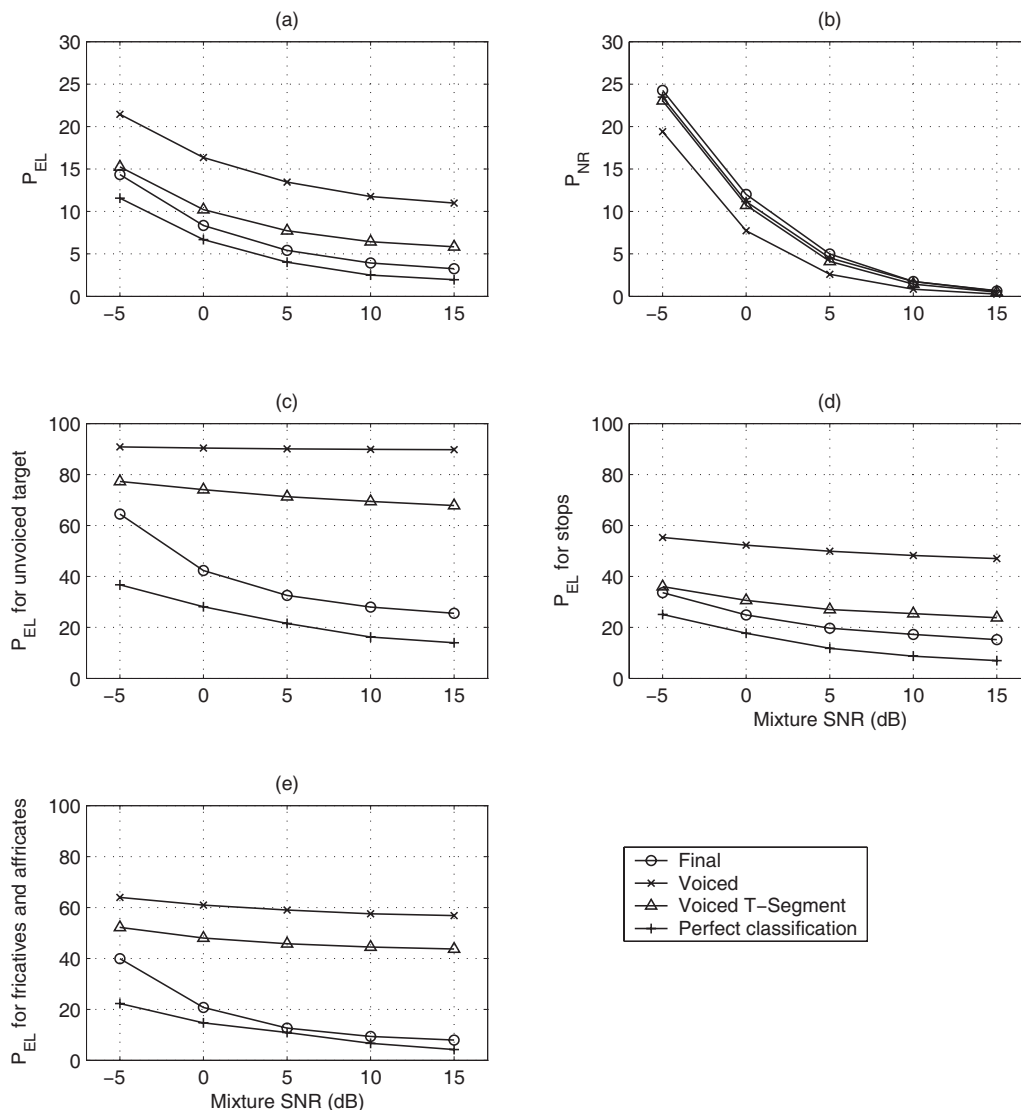 (a)
30
25
20
15
10
5
0
P_EL
−5 0 5 10 15
(b)
30
25
20
15
10
5
0
P_NR
−5 0 5 10 15
(c)
100
80
60
40
20
0
P_EL for unvoiced target
−5 0 5 10 15
(d)
100
80
60
40
20
0
P_EL for stops
−5 0 5 10 15
Mixture SNR (dB)
(e)
100
80
60
40
20
0
P_EL for fricatives and affricates
−5 0 5 10 15
Mixture SNR (dB)
Final
Voiced
Voiced T−Segment
Perfect classification